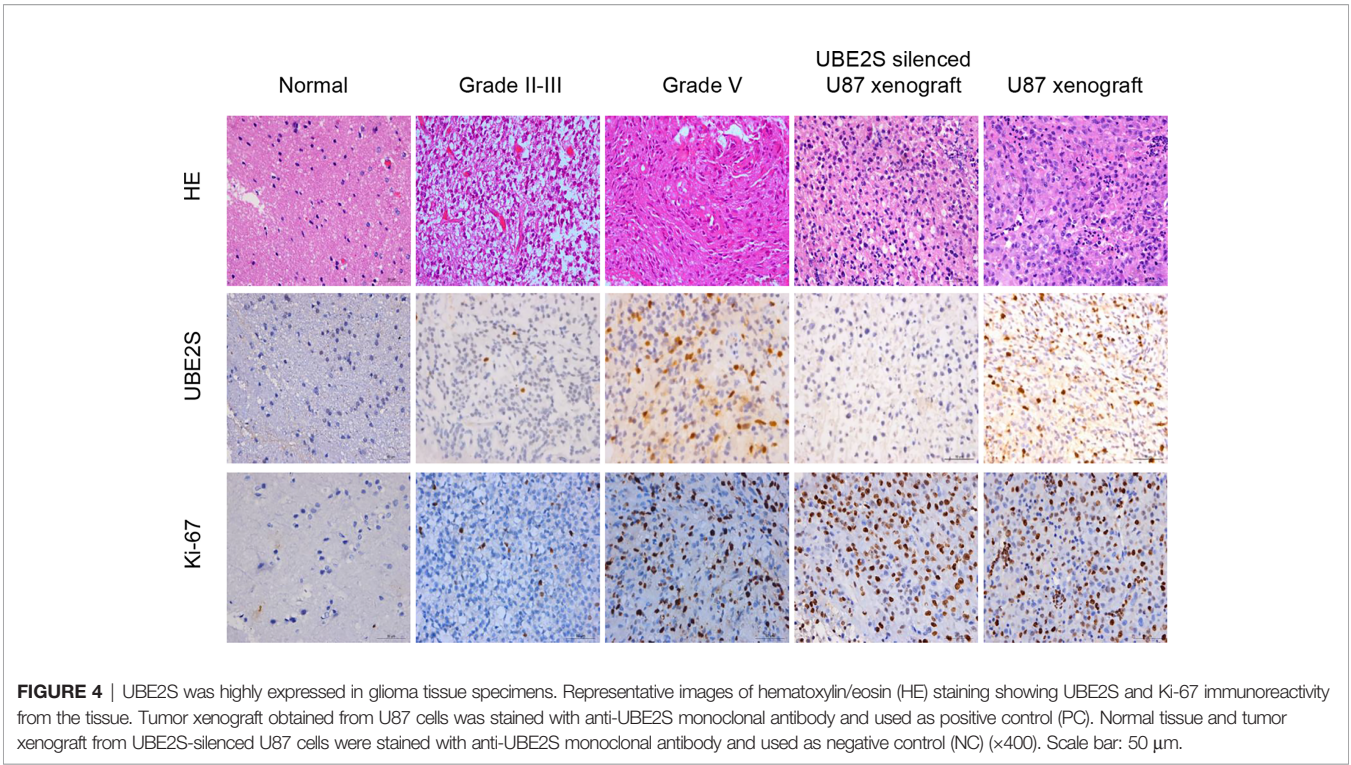 Normal
Grade II-III
Grade V
UBE2S silenced
U87 xenograft
U87 xenograft
HE
UBE2S
Ki-67
FIGURE 4 | UBE2S was highly expressed in glioma tissue specimens. Representative images of hematoxylin/eosin (HE) staining showing UBE2S and Ki-67 immunoreactivity
from the tissue. Tumor xenograft obtained from U87 cells was stained with anti-UBE2S monoclonal antibody and used as positive control (PC). Normal tissue and tumor
xenograft from UBE2S-silenced U87 cells were stained with anti-UBE2S monoclonal antibody and used as negative control (NC) (×400). Scale bar: 50 μm.